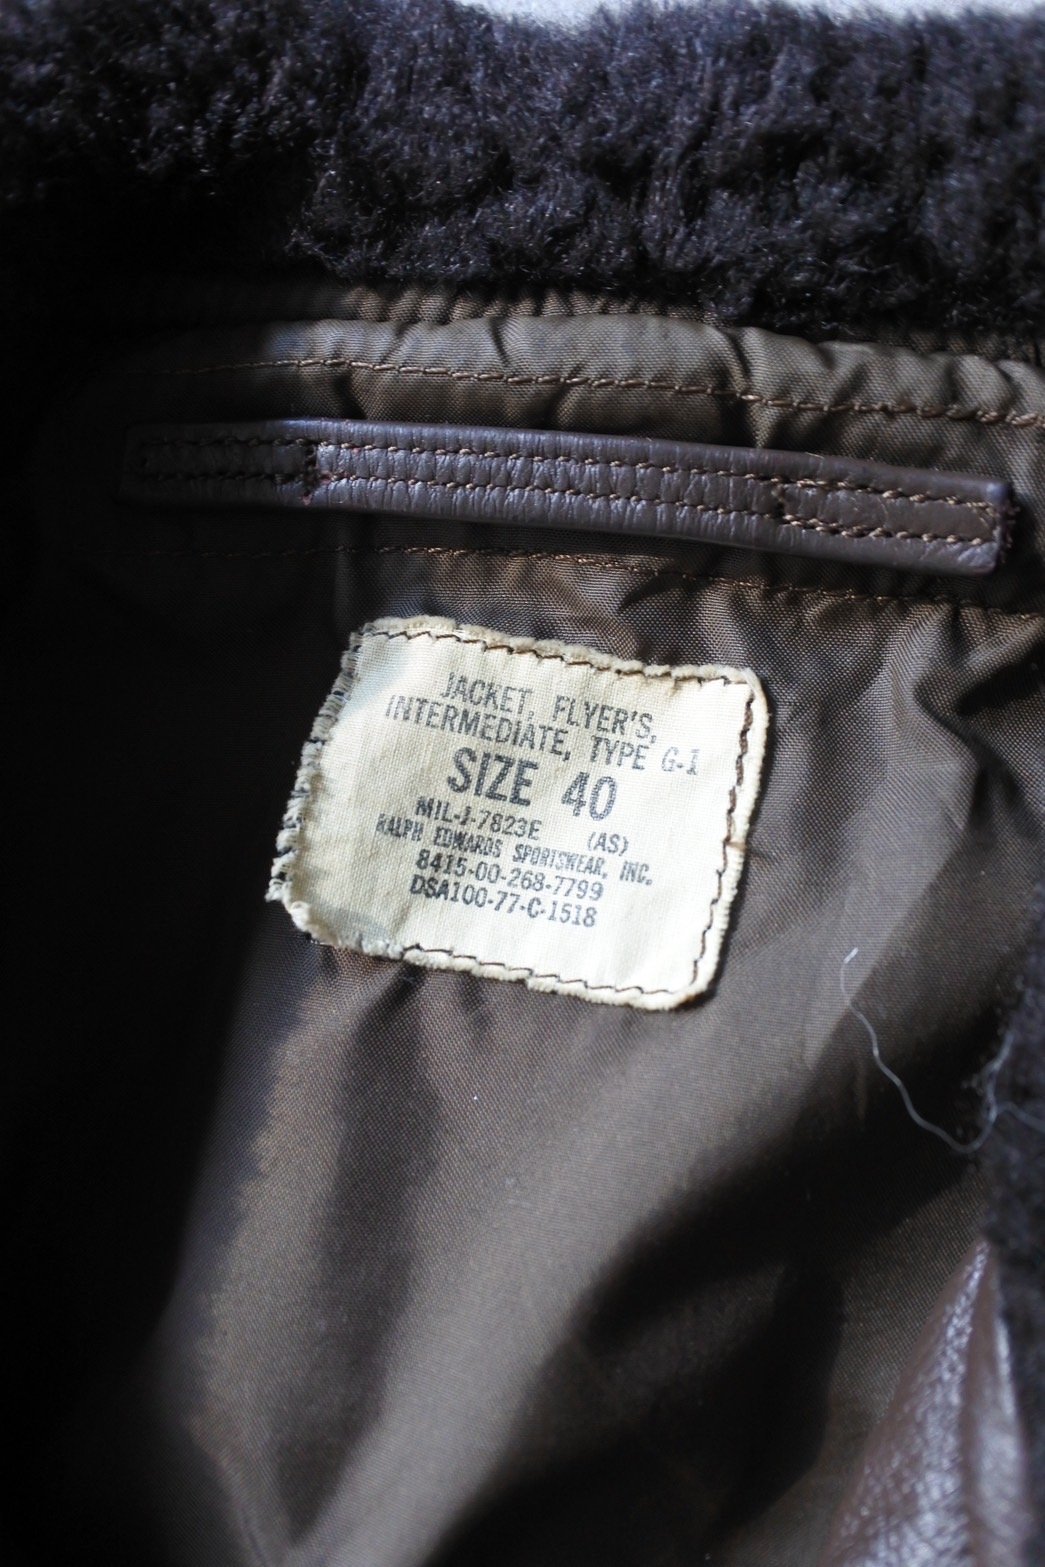 JACKET, FLYER'S,
INTERMEDIATE, TYPE G-1
SIZE 40
MIL-J-7823E (AS)
RALPH EDWARDS SPORTSWEAR, INC.
8415-00-268-7799
DSA100-77-C-1518